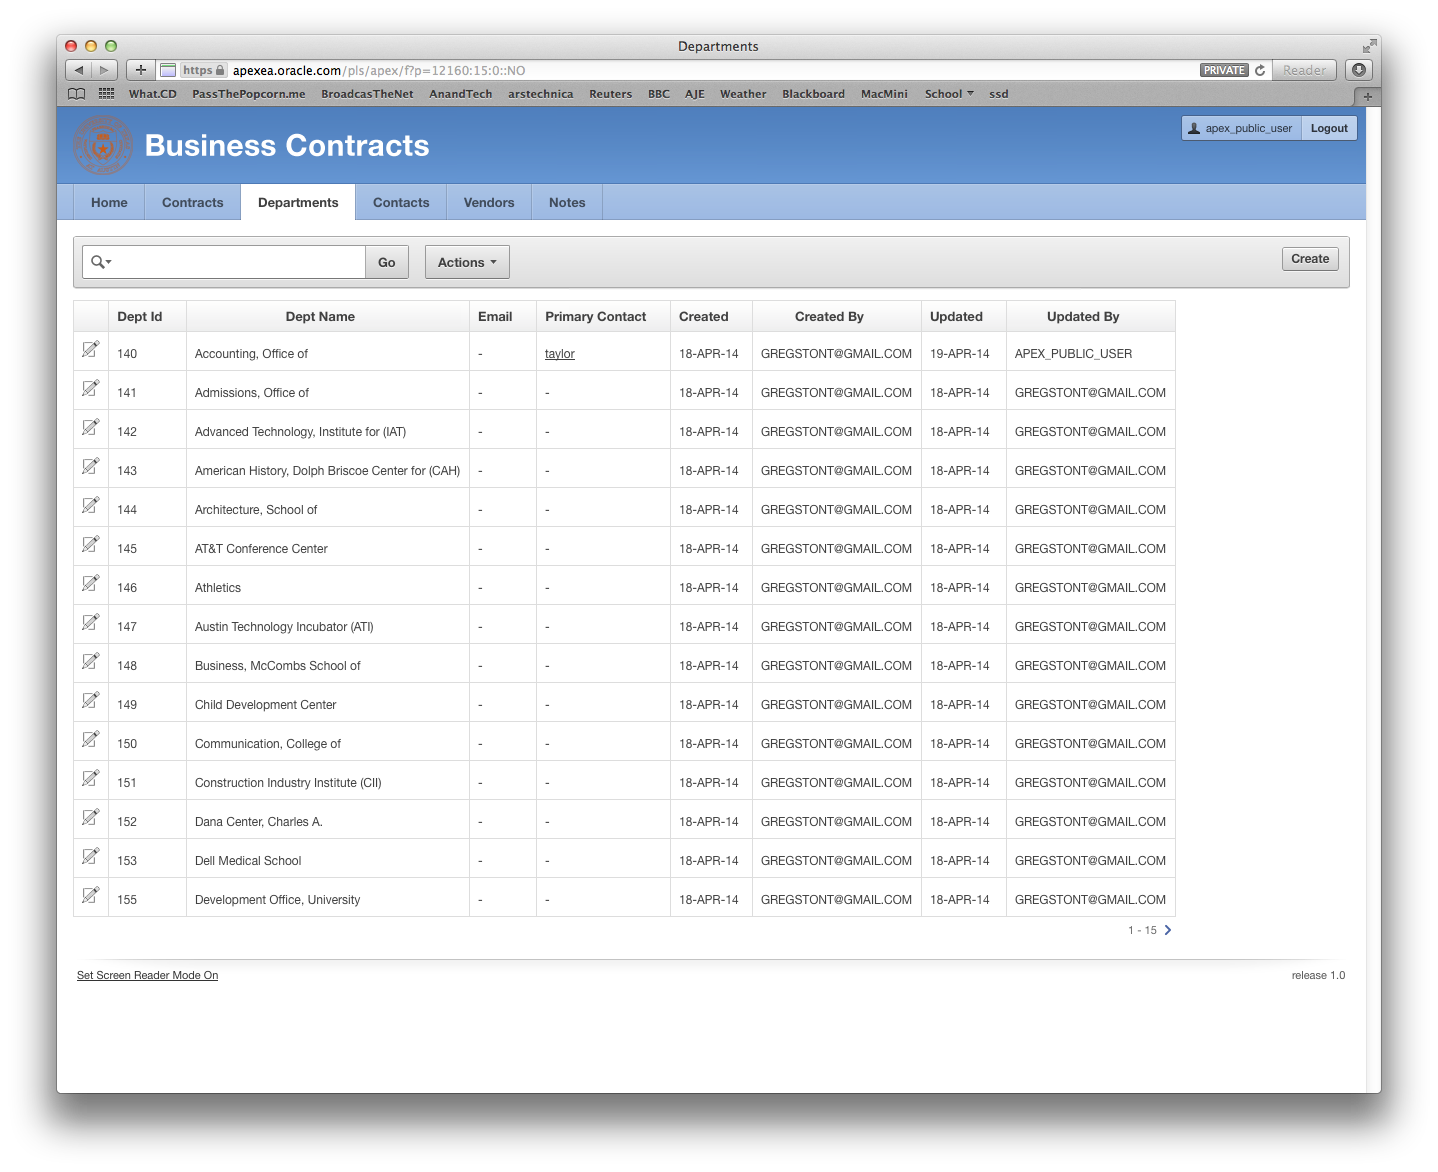 Departments
https apexea.oracle.com/pls/apex/f?p=12160:15:0::NO PRIVATE Reader
What.CD PassThePopcorn.me BroadcasTheNet AnandTech arstechnica Reuters BBC AJE Weather Blackboard MacMini School ssd
Business Contracts
apex_public_user Logout
Home Contracts Departments Contacts Vendors Notes
Go Actions Create
Dept Id Dept Name Email Primary Contact Created Created By Updated Updated By
140 Accounting, Office of - taylor 18-APR-14 GREGSTONT@GMAIL.COM 19-APR-14 APEX_PUBLIC_USER
141 Admissions, Office of - - 18-APR-14 GREGSTONT@GMAIL.COM 18-APR-14 GREGSTONT@GMAIL.COM
142 Advanced Technology, Institute for (IAT) - - 18-APR-14 GREGSTONT@GMAIL.COM 18-APR-14 GREGSTONT@GMAIL.COM
143 American History, Dolph Briscoe Center for (CAH) - - 18-APR-14 GREGSTONT@GMAIL.COM 18-APR-14 GREGSTONT@GMAIL.COM
144 Architecture, School of - - 18-APR-14 GREGSTONT@GMAIL.COM 18-APR-14 GREGSTONT@GMAIL.COM
145 AT&T Conference Center - - 18-APR-14 GREGSTONT@GMAIL.COM 18-APR-14 GREGSTONT@GMAIL.COM
146 Athletics - - 18-APR-14 GREGSTONT@GMAIL.COM 18-APR-14 GREGSTONT@GMAIL.COM
147 Austin Technology Incubator (ATI) - - 18-APR-14 GREGSTONT@GMAIL.COM 18-APR-14 GREGSTONT@GMAIL.COM
148 Business, McCombs School of - - 18-APR-14 GREGSTONT@GMAIL.COM 18-APR-14 GREGSTONT@GMAIL.COM
149 Child Development Center - - 18-APR-14 GREGSTONT@GMAIL.COM 18-APR-14 GREGSTONT@GMAIL.COM
150 Communication, College of - - 18-APR-14 GREGSTONT@GMAIL.COM 18-APR-14 GREGSTONT@GMAIL.COM
151 Construction Industry Institute (CII) - - 18-APR-14 GREGSTONT@GMAIL.COM 18-APR-14 GREGSTONT@GMAIL.COM
152 Dana Center, Charles A. - - 18-APR-14 GREGSTONT@GMAIL.COM 18-APR-14 GREGSTONT@GMAIL.COM
153 Dell Medical School - - 18-APR-14 GREGSTONT@GMAIL.COM 18-APR-14 GREGSTONT@GMAIL.COM
155 Development Office, University - - 18-APR-14 GREGSTONT@GMAIL.COM 18-APR-14 GREGSTONT@GMAIL.COM
1 - 15
Set Screen Reader Mode On release 1.0